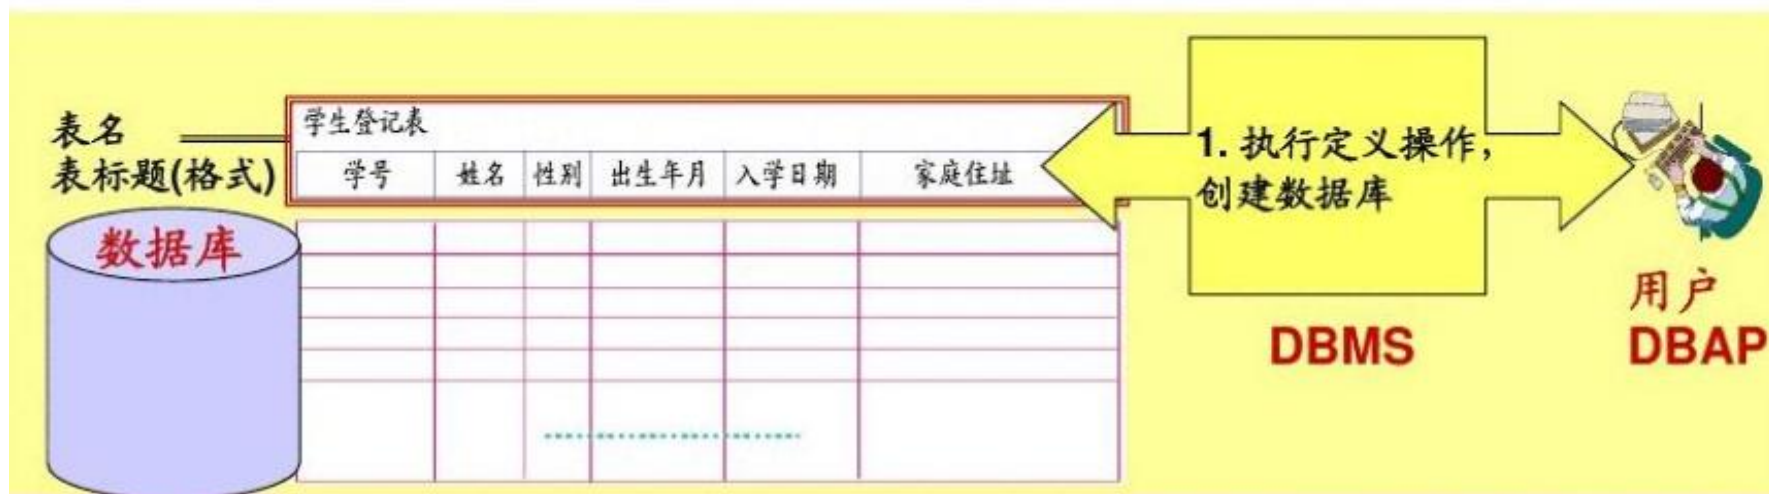 表名
表标题(格式)
学生登记表
学号 姓名 性别 出生年月 入学日期 家庭住址
1. 执行定义操作，
创建数据库
数据库
用户
DBMS
DBAP